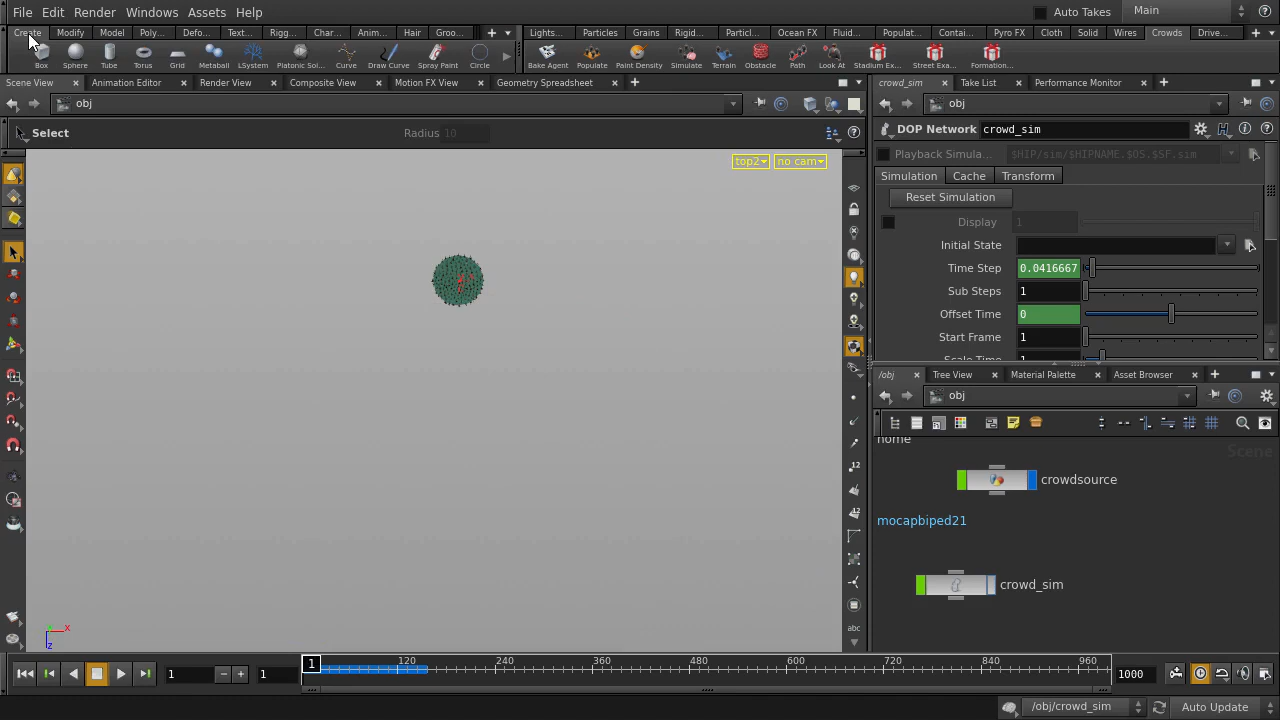 File Edit Render Windows Assets Help Auto Takes Main
Create Modify Model Poly... Defo... Text... Rigg... Char... Anim... Hair Groo... Lights... Particles Grains Rigid... Particl... Ocean FX Fluid... Populat... Contai... Pyro FX Cloth Solid Wires Crowds Drive...
Box Sphere Tube Torus Grid Metaball LSystem Platonic Sol... Curve Draw Curve Spray Paint Circle Bake Agent Populate Paint Density Simulate Terrain Obstacle Path Look At Stadium Ex... Street Exa... Formation...
Scene View Animation Editor Render View Composite View Motion FX View Geometry Spreadsheet crowd_sim Take List Performance Monitor
obj obj
Select Radius 10 DOP Network crowd_sim
Playback Simula... $HIP/sim/$HIPNAME.$OS.$SF.sim
top2 no cam
Simulation Cache Transform
Reset Simulation
Display 1
Initial State
Time Step 0.0416667
Sub Steps 1
Offset Time 0
Start Frame 1
Scale Time 1
/obj Tree View Material Palette Asset Browser
obj
home
Scene
crowdsource
mocapbiped21
crowd_sim
12
12
abc
x
z
1 1 1 120 240 360 480 600 720 840 960 1000
/obj/crowd_sim Auto Update